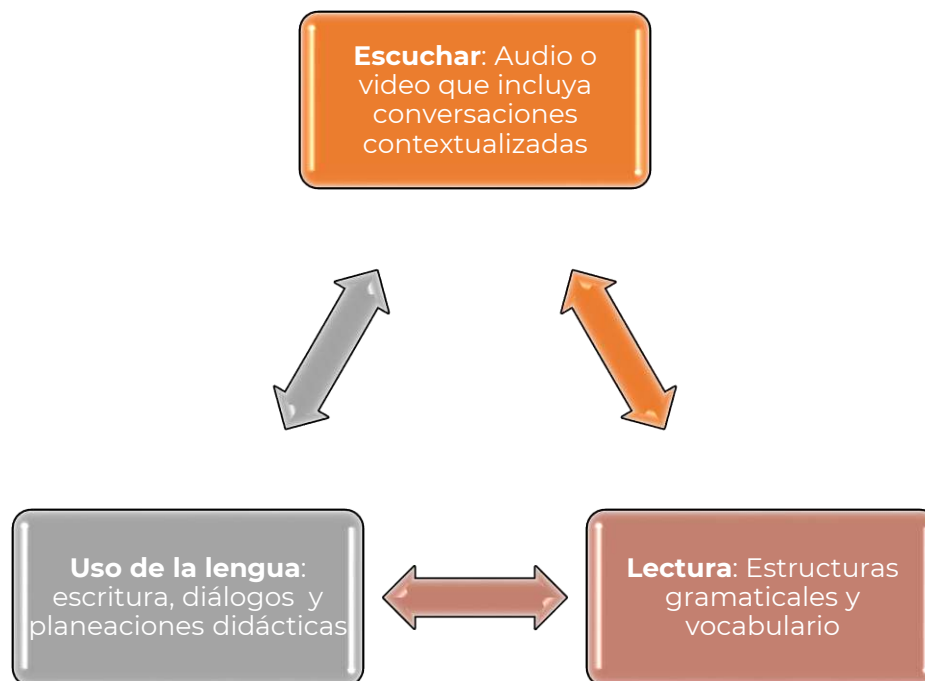 Escuchar: Audio o
video que incluya
conversaciones
contextualizadas
Uso de la lengua:
escritura, diálogos y
planeaciones didácticas
Lectura: Estructuras
gramaticales y
vocabulario